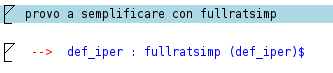 provo a semplificare con fullratsimp
--> def_iper : fullratsimp (def_iper)$